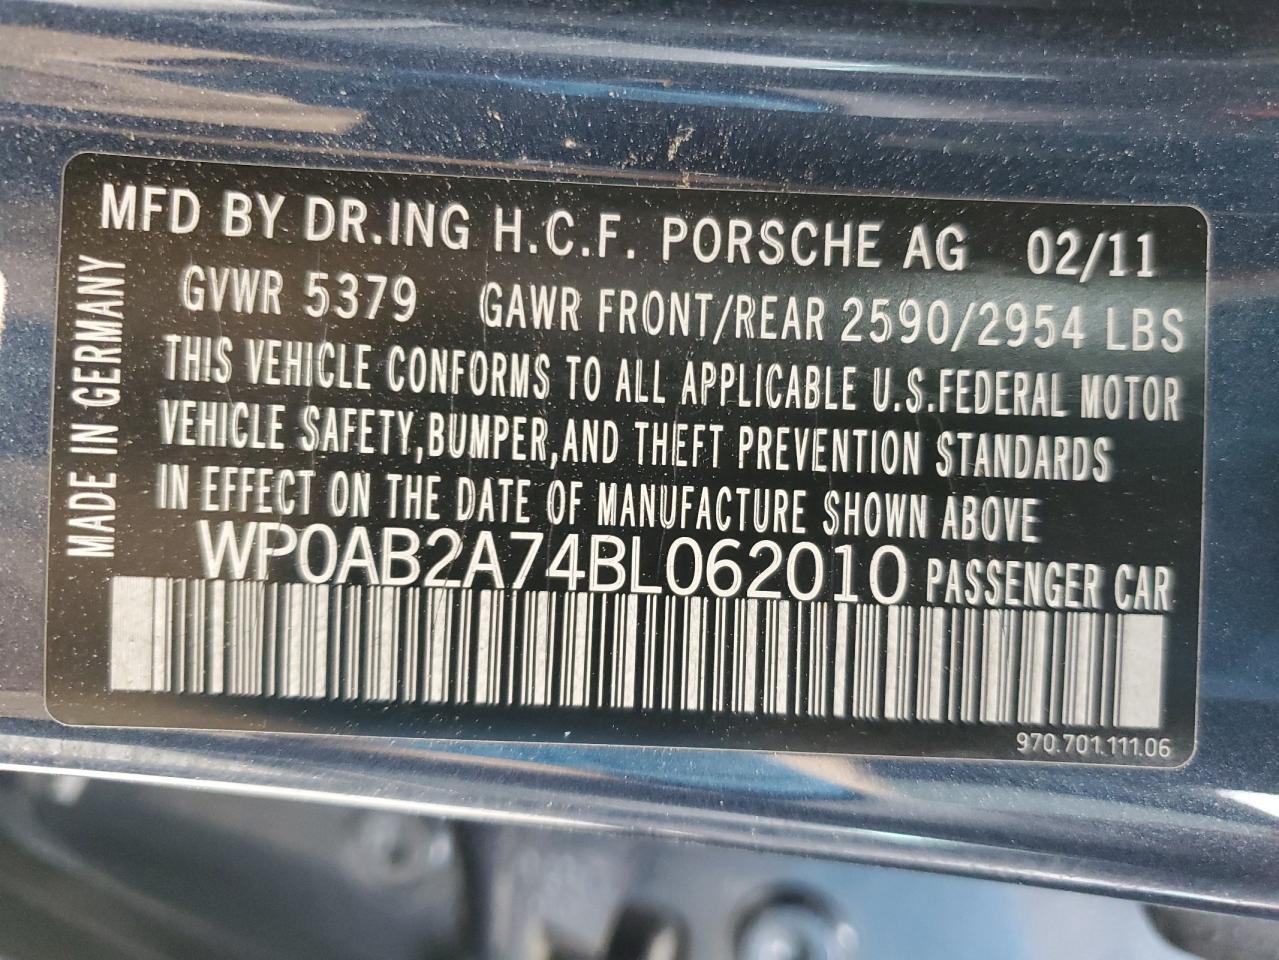 MFD BY DR.ING H.C.F. PORSCHE AG 02/11
GVWR 5379 GAWR FRONT/REAR 2590/2954 LBS
THIS VEHICLE CONFORMS TO ALL APPLICABLE U.S.FEDERAL MOTOR
VEHICLE SAFETY,BUMPER,AND THEFT PREVENTION STANDARDS
IN EFFECT ON THE DATE OF MANUFACTURE SHOWN ABOVE
WP0AB2A74BL062010 PASSENGER CAR
970.701.111.06
MADE IN GERMANY